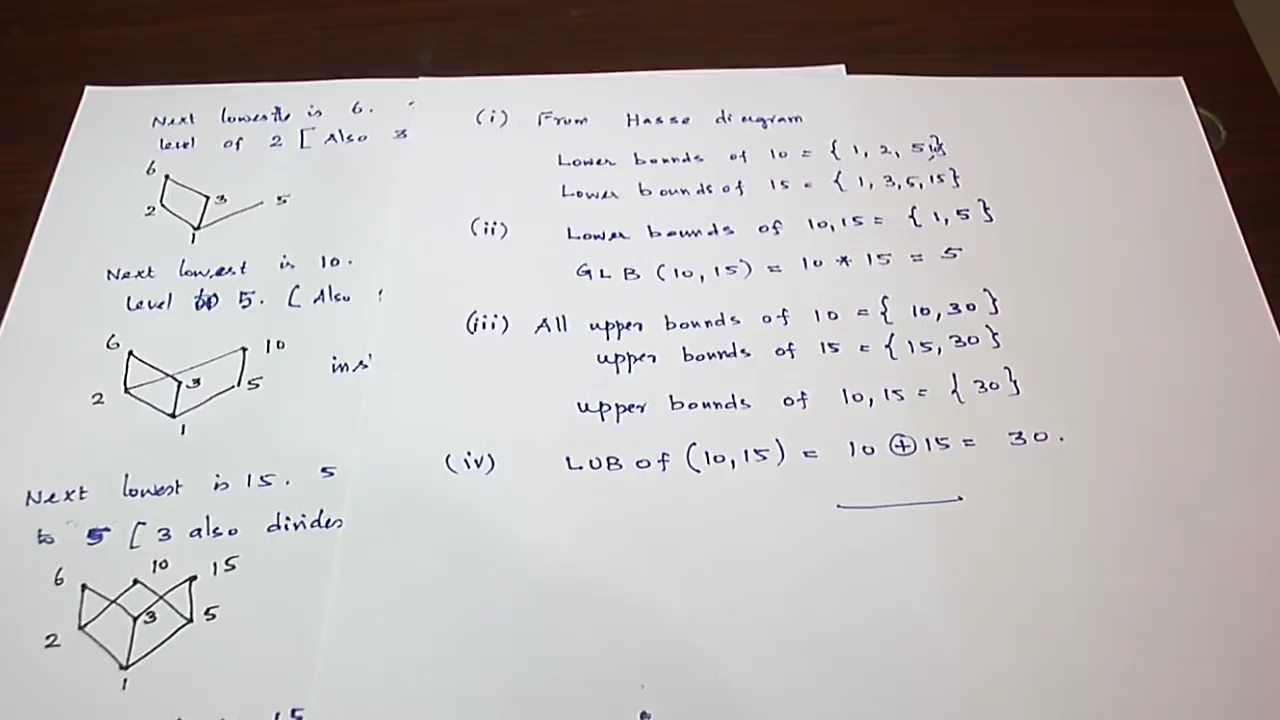 Next lowest is 6.
level of 2 [ Also 3
6
3
5
2
1
Next lowest is 10.
level 5. [ Also
6
10
3
5
2
1
Next lowest is 15. 5
to 5 [ 3 also divides
6
10
15
3
5
2
1
15
(i) From Hasse diagram
Lower bounds of 10 = { 1, 2, 5
Lower bounds of 15 = { 1, 3, 5, 15 }
(ii) Lower bounds of 10, 15 = { 1, 5 }
GLB (10, 15) = 10 * 15 = 5
(iii) All upper bounds of 10 = { 10, 30 }
upper bounds of 15 = { 15, 30 }
upper bounds of 10, 15 = { 30 }
(iv) LUB of (10, 15) = 10 ⊕ 15 = 30.